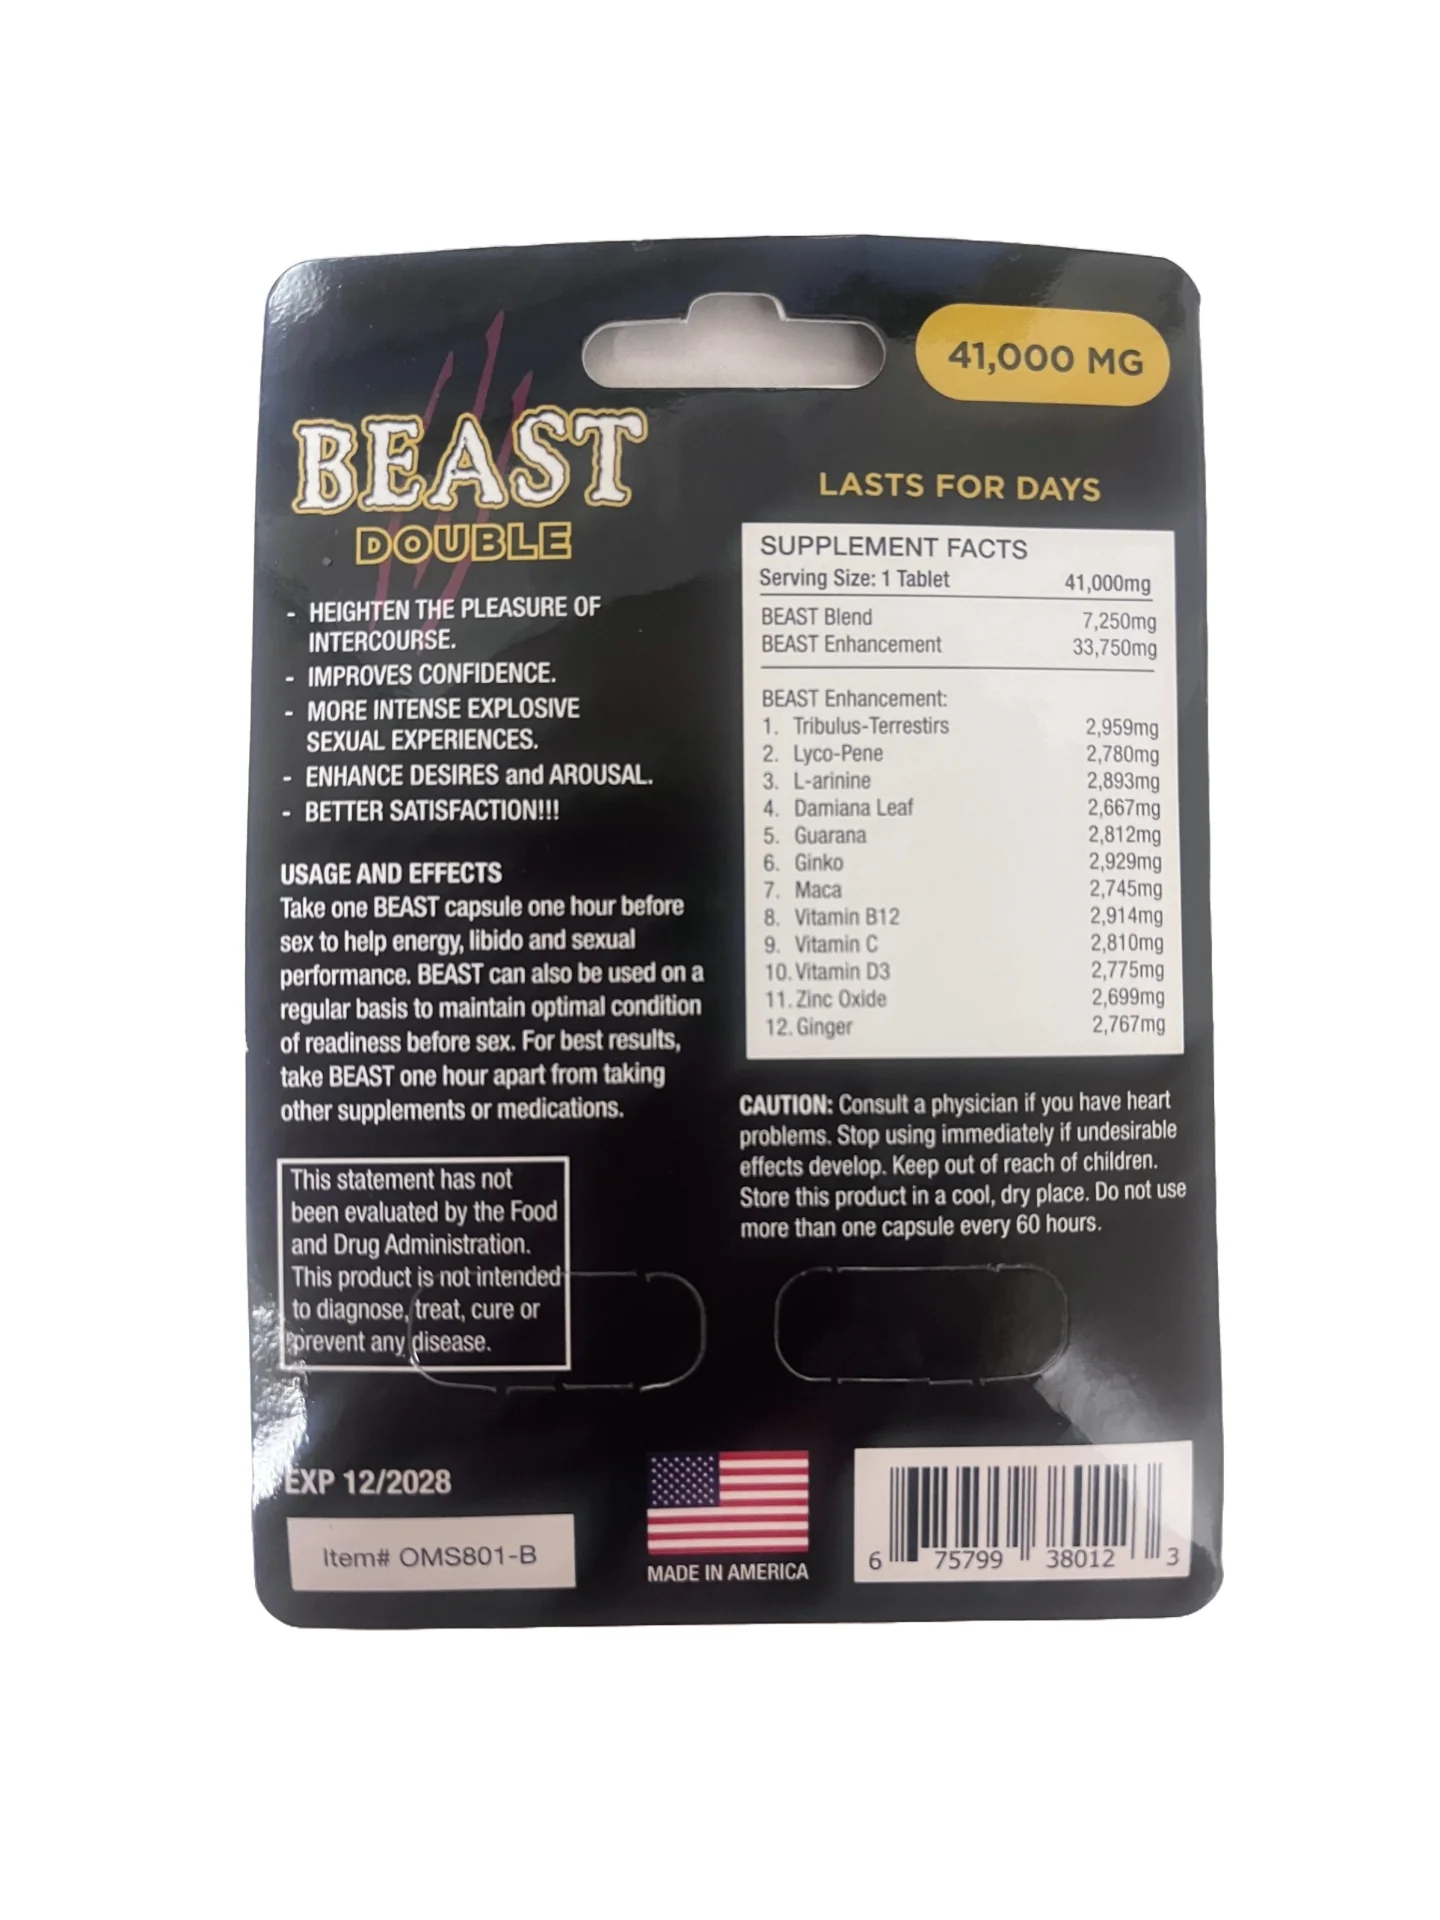 41,000 MG
BEAST
DOUBLE
- HEIGHTEN THE PLEASURE OF
INTERCOURSE.
- IMPROVES CONFIDENCE.
- MORE INTENSE EXPLOSIVE
SEXUAL EXPERIENCES.
- ENHANCE DESIRES and AROUSAL.
- BETTER SATISFACTION!!!
USAGE AND EFFECTS
Take one BEAST capsule one hour before
sex to help energy, libido and sexual
performance. BEAST can also be used on a
regular basis to maintain optimal condition
of readiness before sex. For best results,
take BEAST one hour apart from taking
other supplements or medications.
This statement has not
been evaluated by the Food
and Drug Administration.
This product is not intended
to diagnose, treat, cure or
prevent any disease.
LASTS FOR DAYS
SUPPLEMENT FACTS
Serving Size: 1 Tablet 41,000mg
BEAST Blend 7,250mg
BEAST Enhancement 33,750mg
BEAST Enhancement:
1. Tribulus-Terrestirs 2,959mg
2. Lyco-Pene 2,780mg
3. L-arinine 2,893mg
4. Damiana Leaf 2,667mg
5. Guarana 2,812mg
6. Ginko 2,929mg
7. Maca 2,745mg
8. Vitamin B12 2,914mg
9. Vitamin C 2,810mg
10. Vitamin D3 2,775mg
11. Zinc Oxide 2,699mg
12. Ginger 2,767mg
CAUTION: Consult a physician if you have heart
problems. Stop using immediately if undesirable
effects develop. Keep out of reach of children.
Store this product in a cool, dry place. Do not use
more than one capsule every 60 hours.
EXP 12/2028
Item# OMS801-B
MADE IN AMERICA
6 75799 38012 3